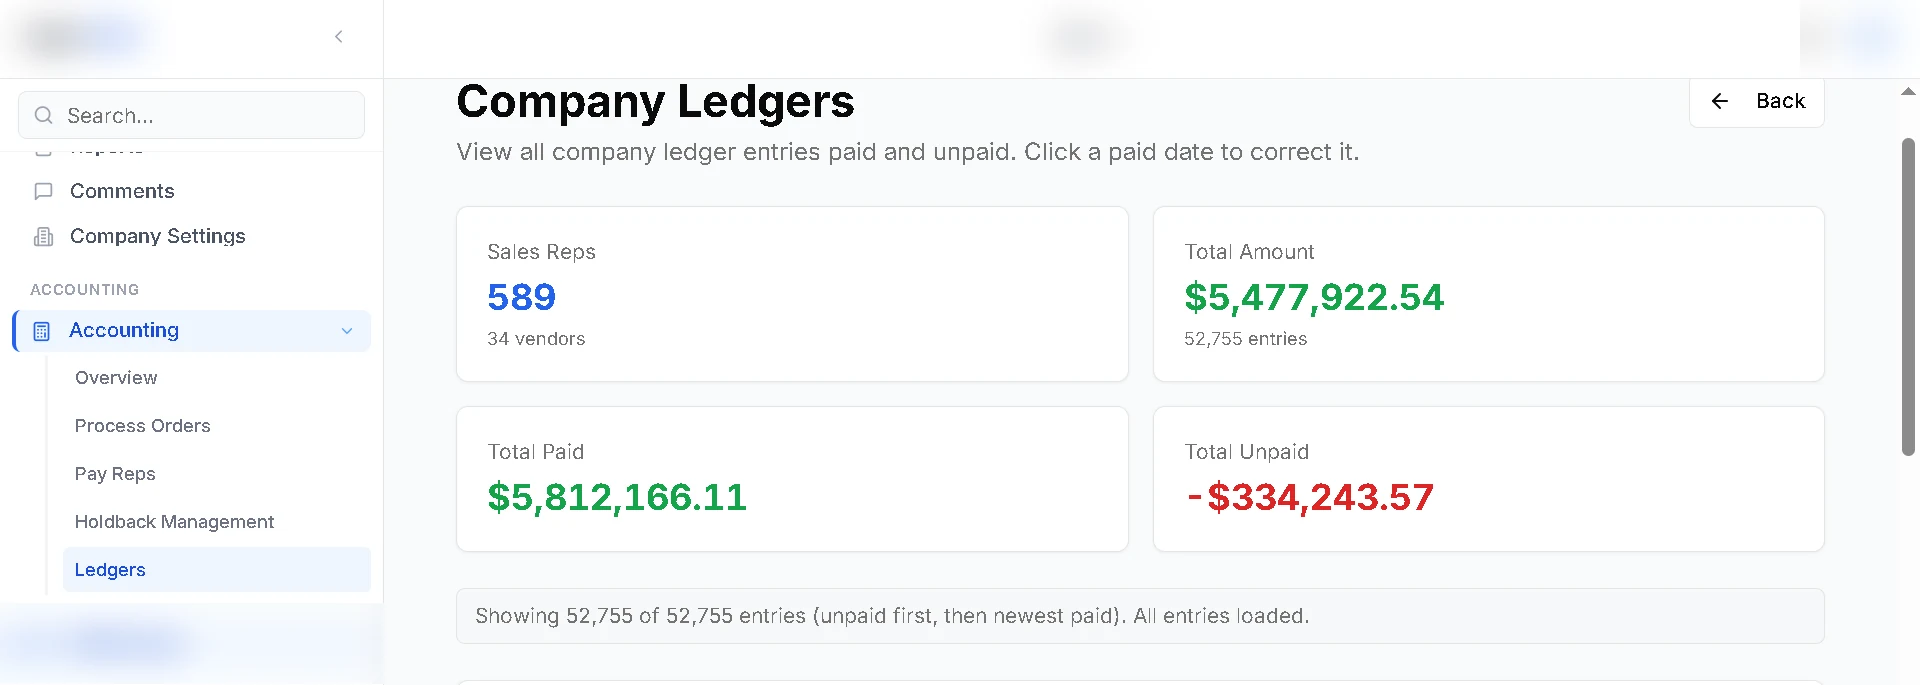 Search...
Reports
Comments
Company Settings
ACCOUNTING
Accounting
Overview
Process Orders
Pay Reps
Holdback Management
Ledgers
Company Ledgers
Back
View all company ledger entries paid and unpaid. Click a paid date to correct it.
Sales Reps
589
34 vendors
Total Amount
$5,477,922.54
52,755 entries
Total Paid
$5,812,166.11
Total Unpaid
-$334,243.57
Showing 52,755 of 52,755 entries (unpaid first, then newest paid). All entries loaded.